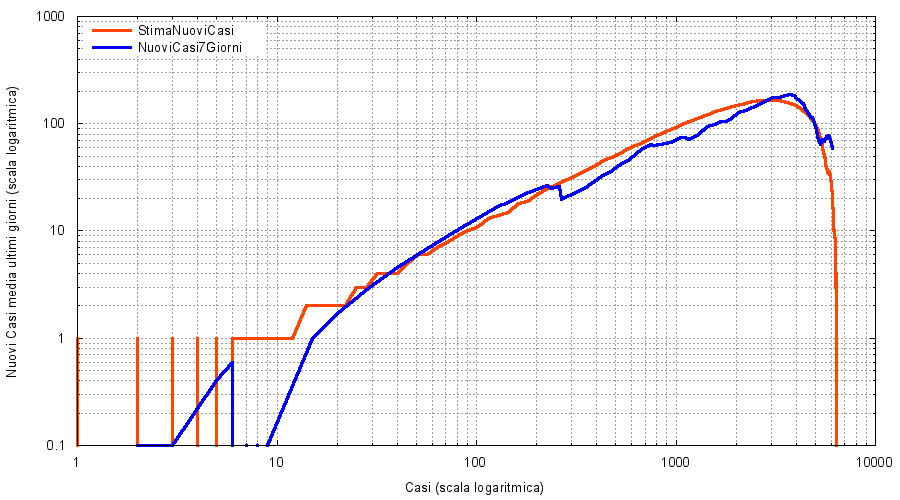 1000
100
10
1
0.1
Nuovi Casi media ultimi giorni (scala logaritmica)
StimaNuoviCasi
NuoviCasi7Giorni
1 10 100 1000 10000
Casi (scala logaritmica)